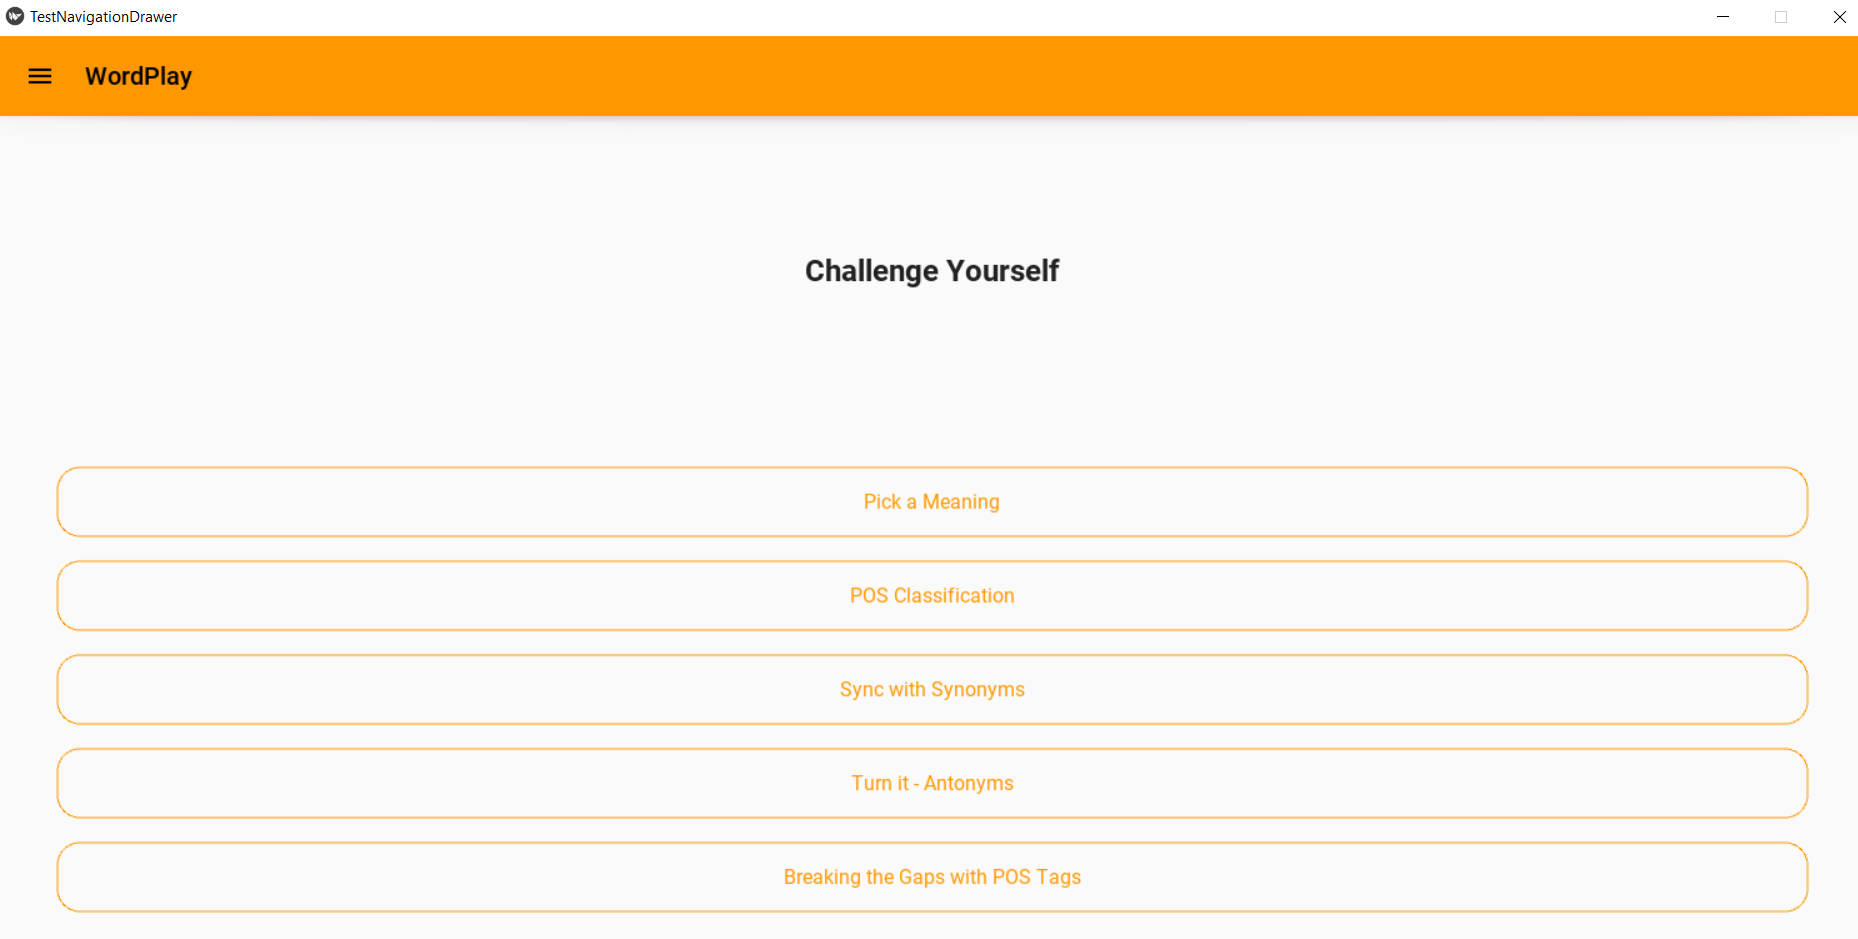 TestNavigationDrawer
WordPlay
Challenge Yourself
Pick a Meaning
POS Classification
Sync with Synonyms
Turn it - Antonyms
Breaking the Gaps with POS Tags